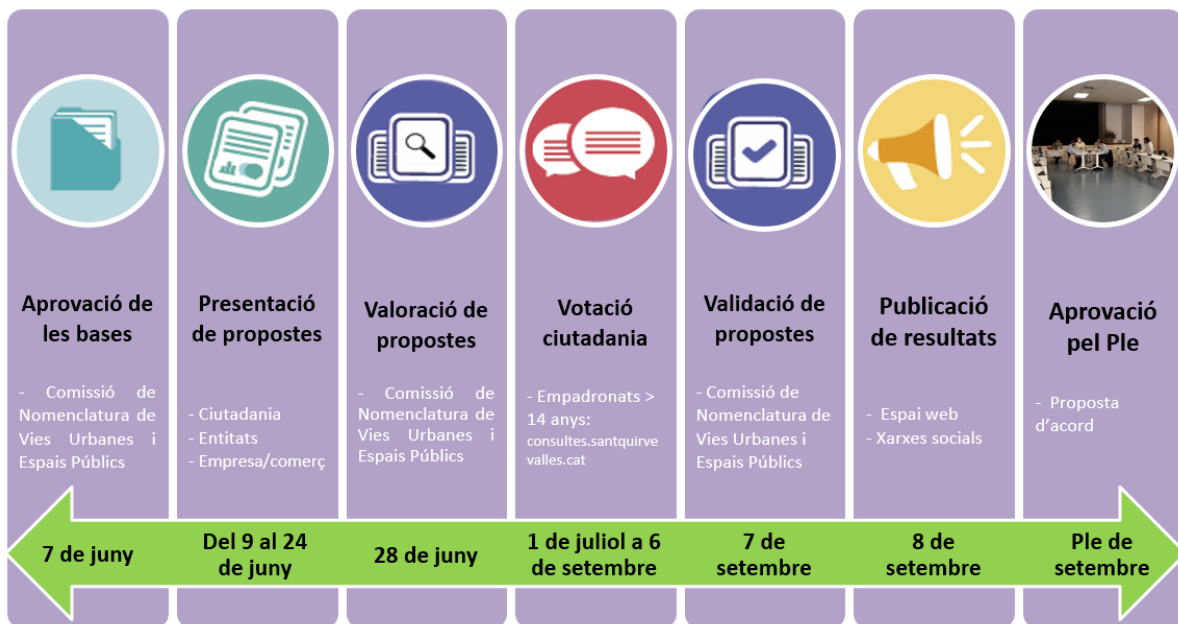 Aprovació de
les bases
- Comissió de
Nomenclatura de
Vies Urbanes i
Espais Públics
7 de juny
Presentació
de propostes
- Ciutadania
- Entitats
- Empresa/comerç
Del 9 al 24
de juny
Valoració de
propostes
- Comissió de
Nomenclatura de
Vies Urbanes i
Espais Públics
28 de juny
Votació
ciutadania
- Empadronats >
14 anys:
consultes.santquirve
valles.cat
1 de juliol a 6
de setembre
Validació de
propostes
- Comissió de
Nomenclatura de
Vies Urbanes i
Espais Públics
7 de
setembre
Publicació
de resultats
- Espai web
- Xarxes socials
8 de
setembre
Aprovació
pel Ple
- Proposta
d'acord
Ple de
setembre